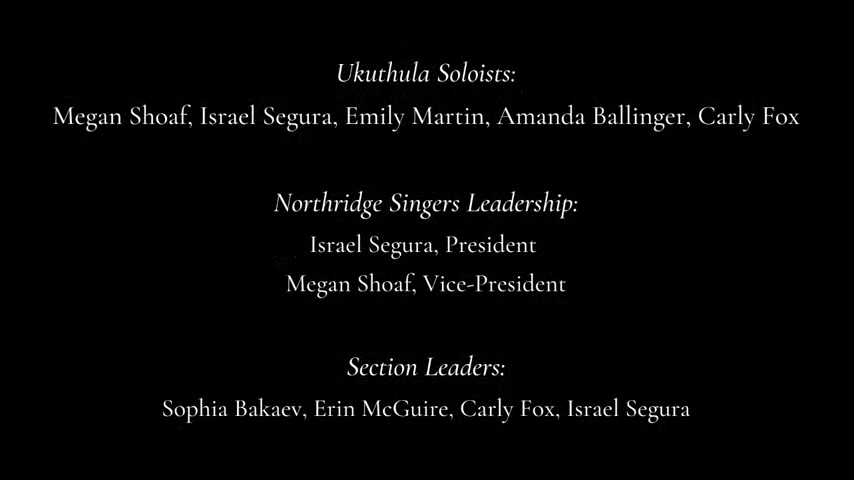 Ukuthula Soloists:
Megan Shoaf, Israel Segura, Emily Martin, Amanda Ballinger, Carly Fox
Northridge Singers Leadership:
Israel Segura, President
Megan Shoaf, Vice-President
Section Leaders:
Sophia Bakaev, Erin McGuire, Carly Fox, Israel Segura